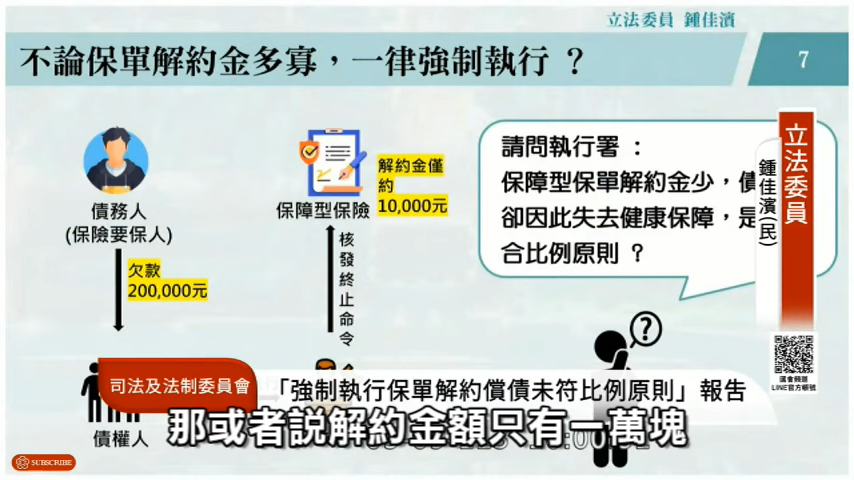 立法委員 鍾佳濱
不論保單解約金多寡，一律強制執行 ？
7
債務人
(保險要保人)
欠款
200,000元
債權人
保障型保險
解約金僅
約
10,000元
核發終止命令
請問執行署 ：
保障型保單解約金少，債
卻因此失去健康保障，是
合比例原則 ？
立法委員
鍾佳濱(民)
國會頻道
LINE官方帳號
司法及法制委員會
「強制執行保單解約償債未符比例原則」報告
那或者説解約金額只有一萬塊
SUBSCRIBE